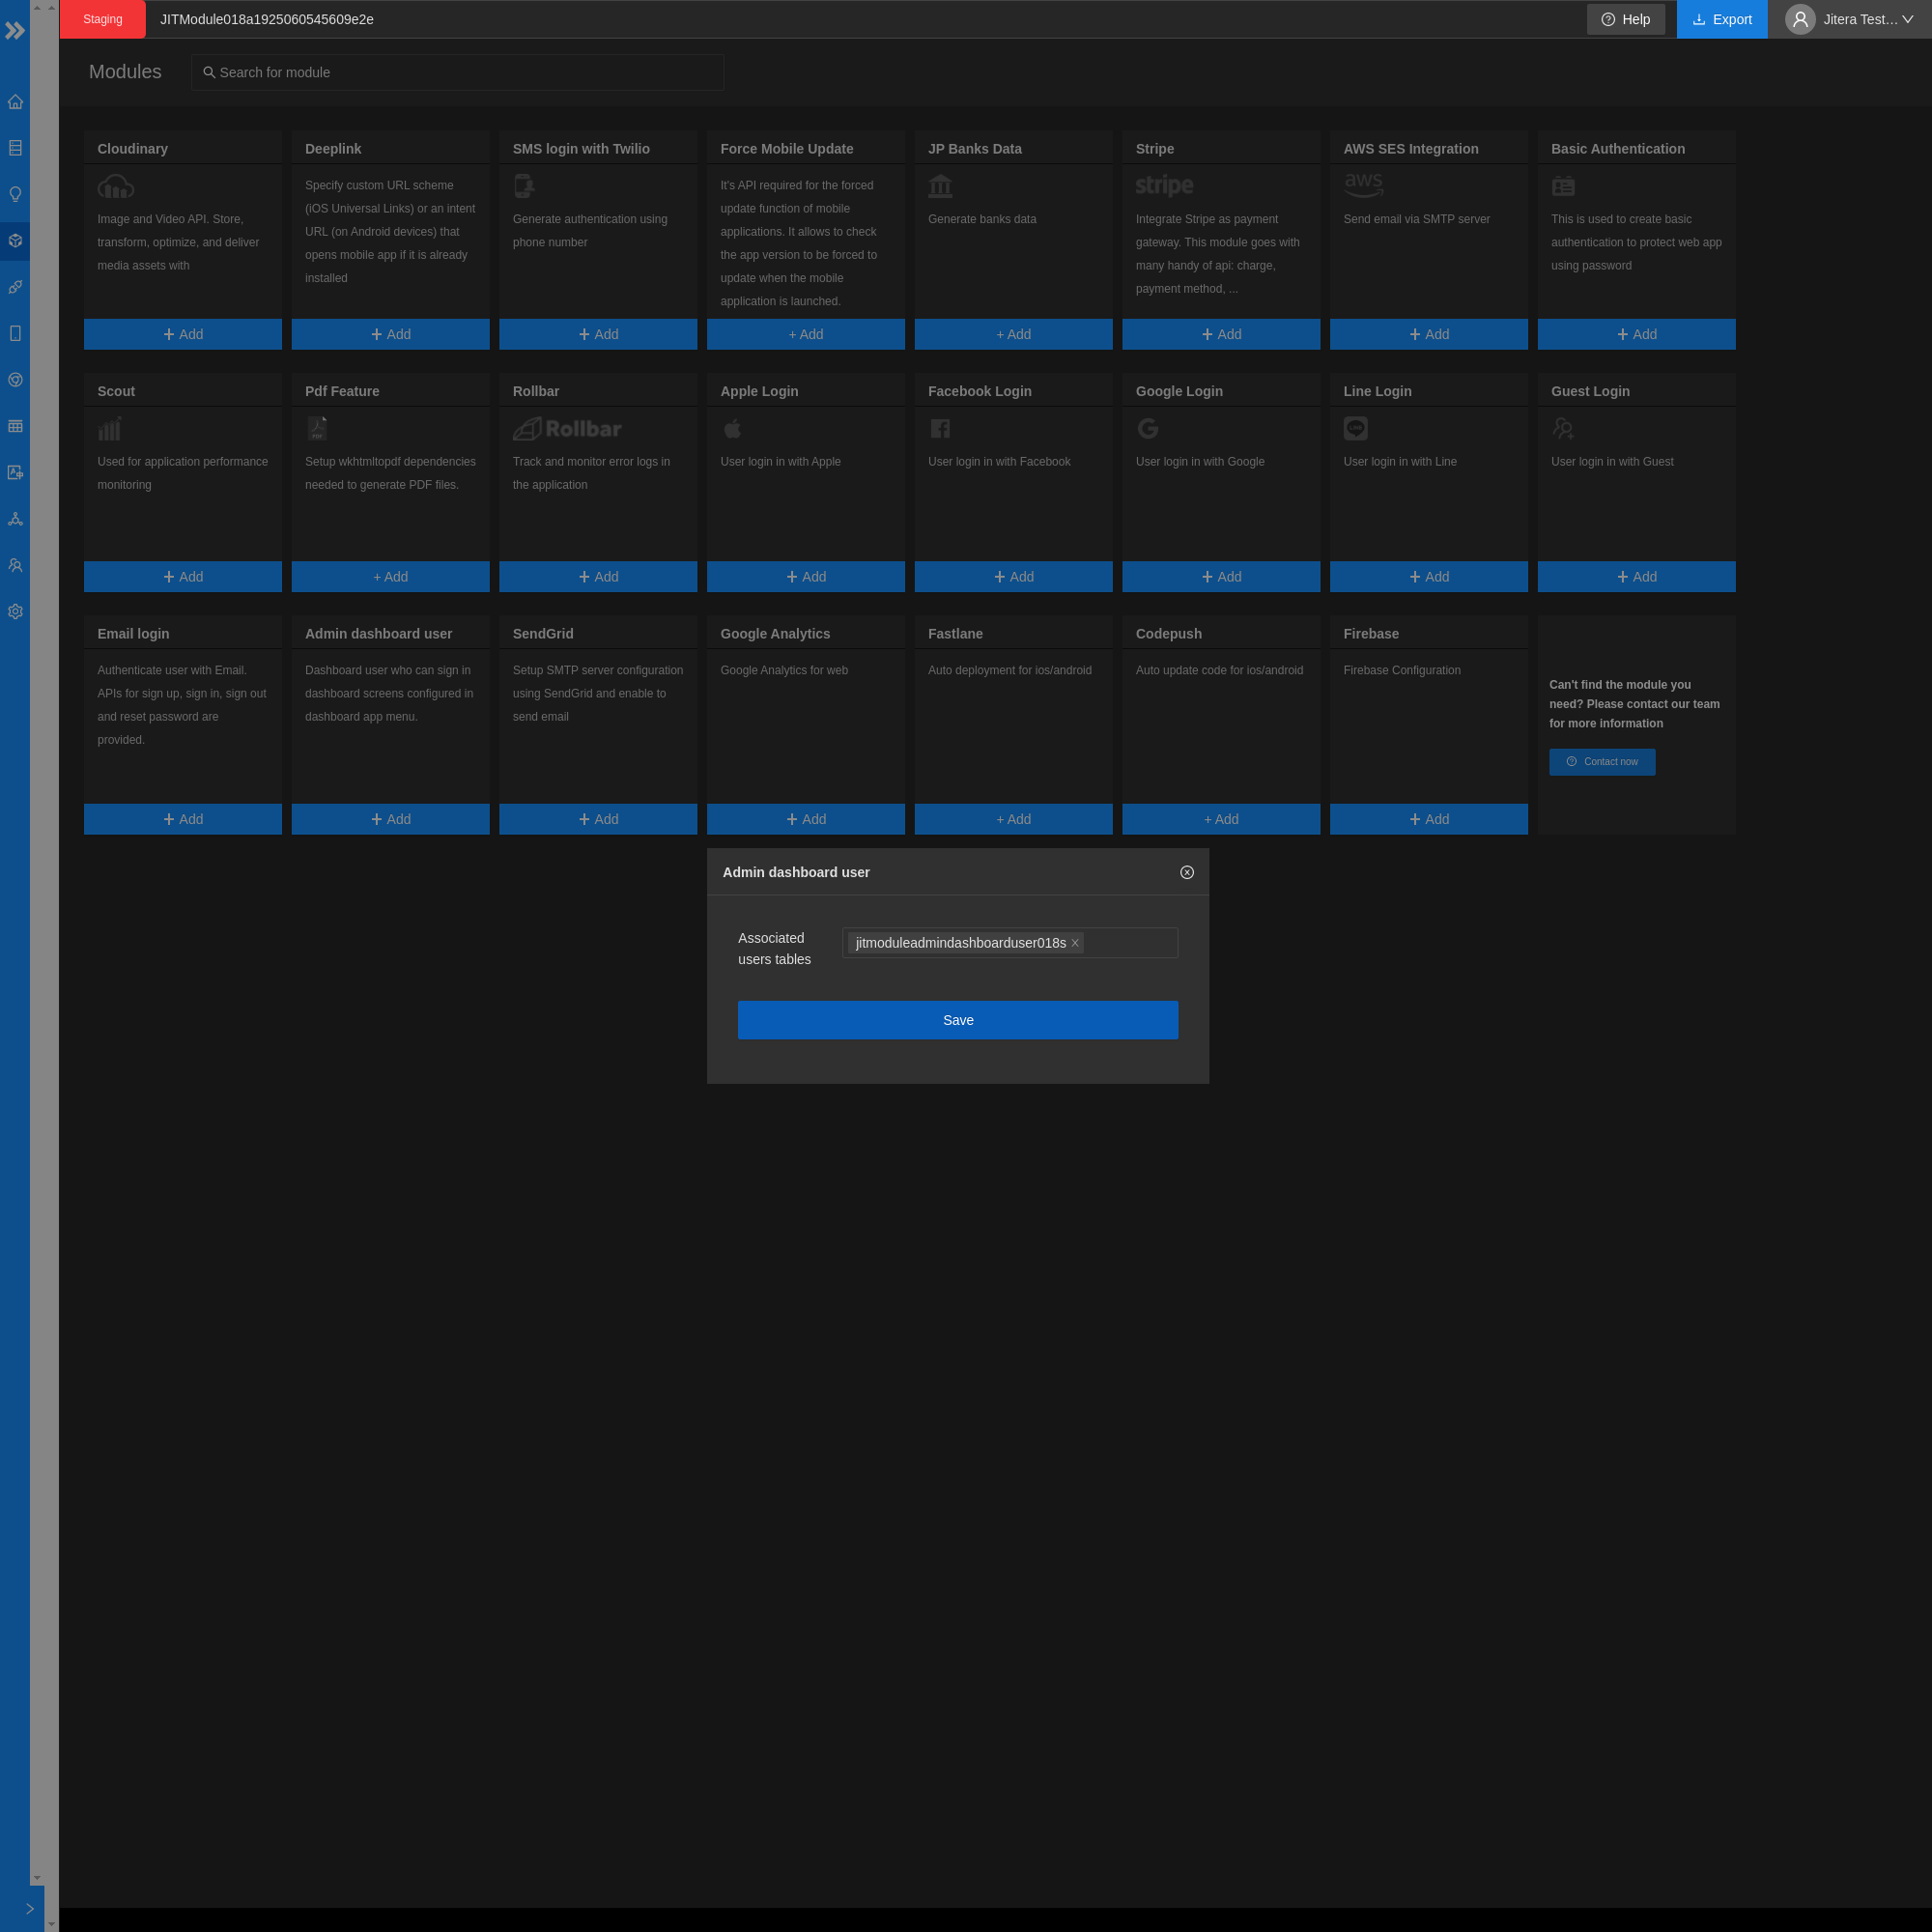 Staging
JITModule018a1925060545609e2e
Help
Export
Jitera Test…
Modules
Search for module
Cloudinary
Image and Video API. Store,
transform, optimize, and deliver
media assets with
+ Add
Deeplink
Specify custom URL scheme
(iOS Universal Links) or an intent
URL (on Android devices) that
opens mobile app if it is already
installed
+ Add
SMS login with Twilio
Generate authentication using
phone number
+ Add
Force Mobile Update
It's API required for the forced
update function of mobile
applications. It allows to check
the app version to be forced to
update when the mobile
application is launched.
+ Add
JP Banks Data
Generate banks data
+ Add
Stripe
stripe
Integrate Stripe as payment
gateway. This module goes with
many handy of api: charge,
payment method, ...
+ Add
AWS SES Integration
aws
Send email via SMTP server
+ Add
Basic Authentication
This is used to create basic
authentication to protect web app
using password
+ Add
Scout
Used for application performance
monitoring
+ Add
Pdf Feature
PDF
Setup wkhtmltopdf dependencies
needed to generate PDF files.
+ Add
Rollbar
Rollbar
Track and monitor error logs in
the application
+ Add
Apple Login
User login in with Apple
+ Add
Facebook Login
User login in with Facebook
+ Add
Google Login
User login in with Google
+ Add
Line Login
LINE
User login in with Line
+ Add
Guest Login
User login in with Guest
+ Add
Email login
Authenticate user with Email.
APIs for sign up, sign in, sign out
and reset password are
provided.
+ Add
Admin dashboard user
Dashboard user who can sign in
dashboard screens configured in
dashboard app menu.
+ Add
SendGrid
Setup SMTP server configuration
using SendGrid and enable to
send email
+ Add
Google Analytics
Google Analytics for web
+ Add
Fastlane
Auto deployment for ios/android
+ Add
Codepush
Auto update code for ios/android
+ Add
Firebase
Firebase Configuration
+ Add
Can't find the module you
need? Please contact our team
for more information
Contact now
Admin dashboard user
Associated
users tables
jitmoduleadmindashboarduser018s
Save